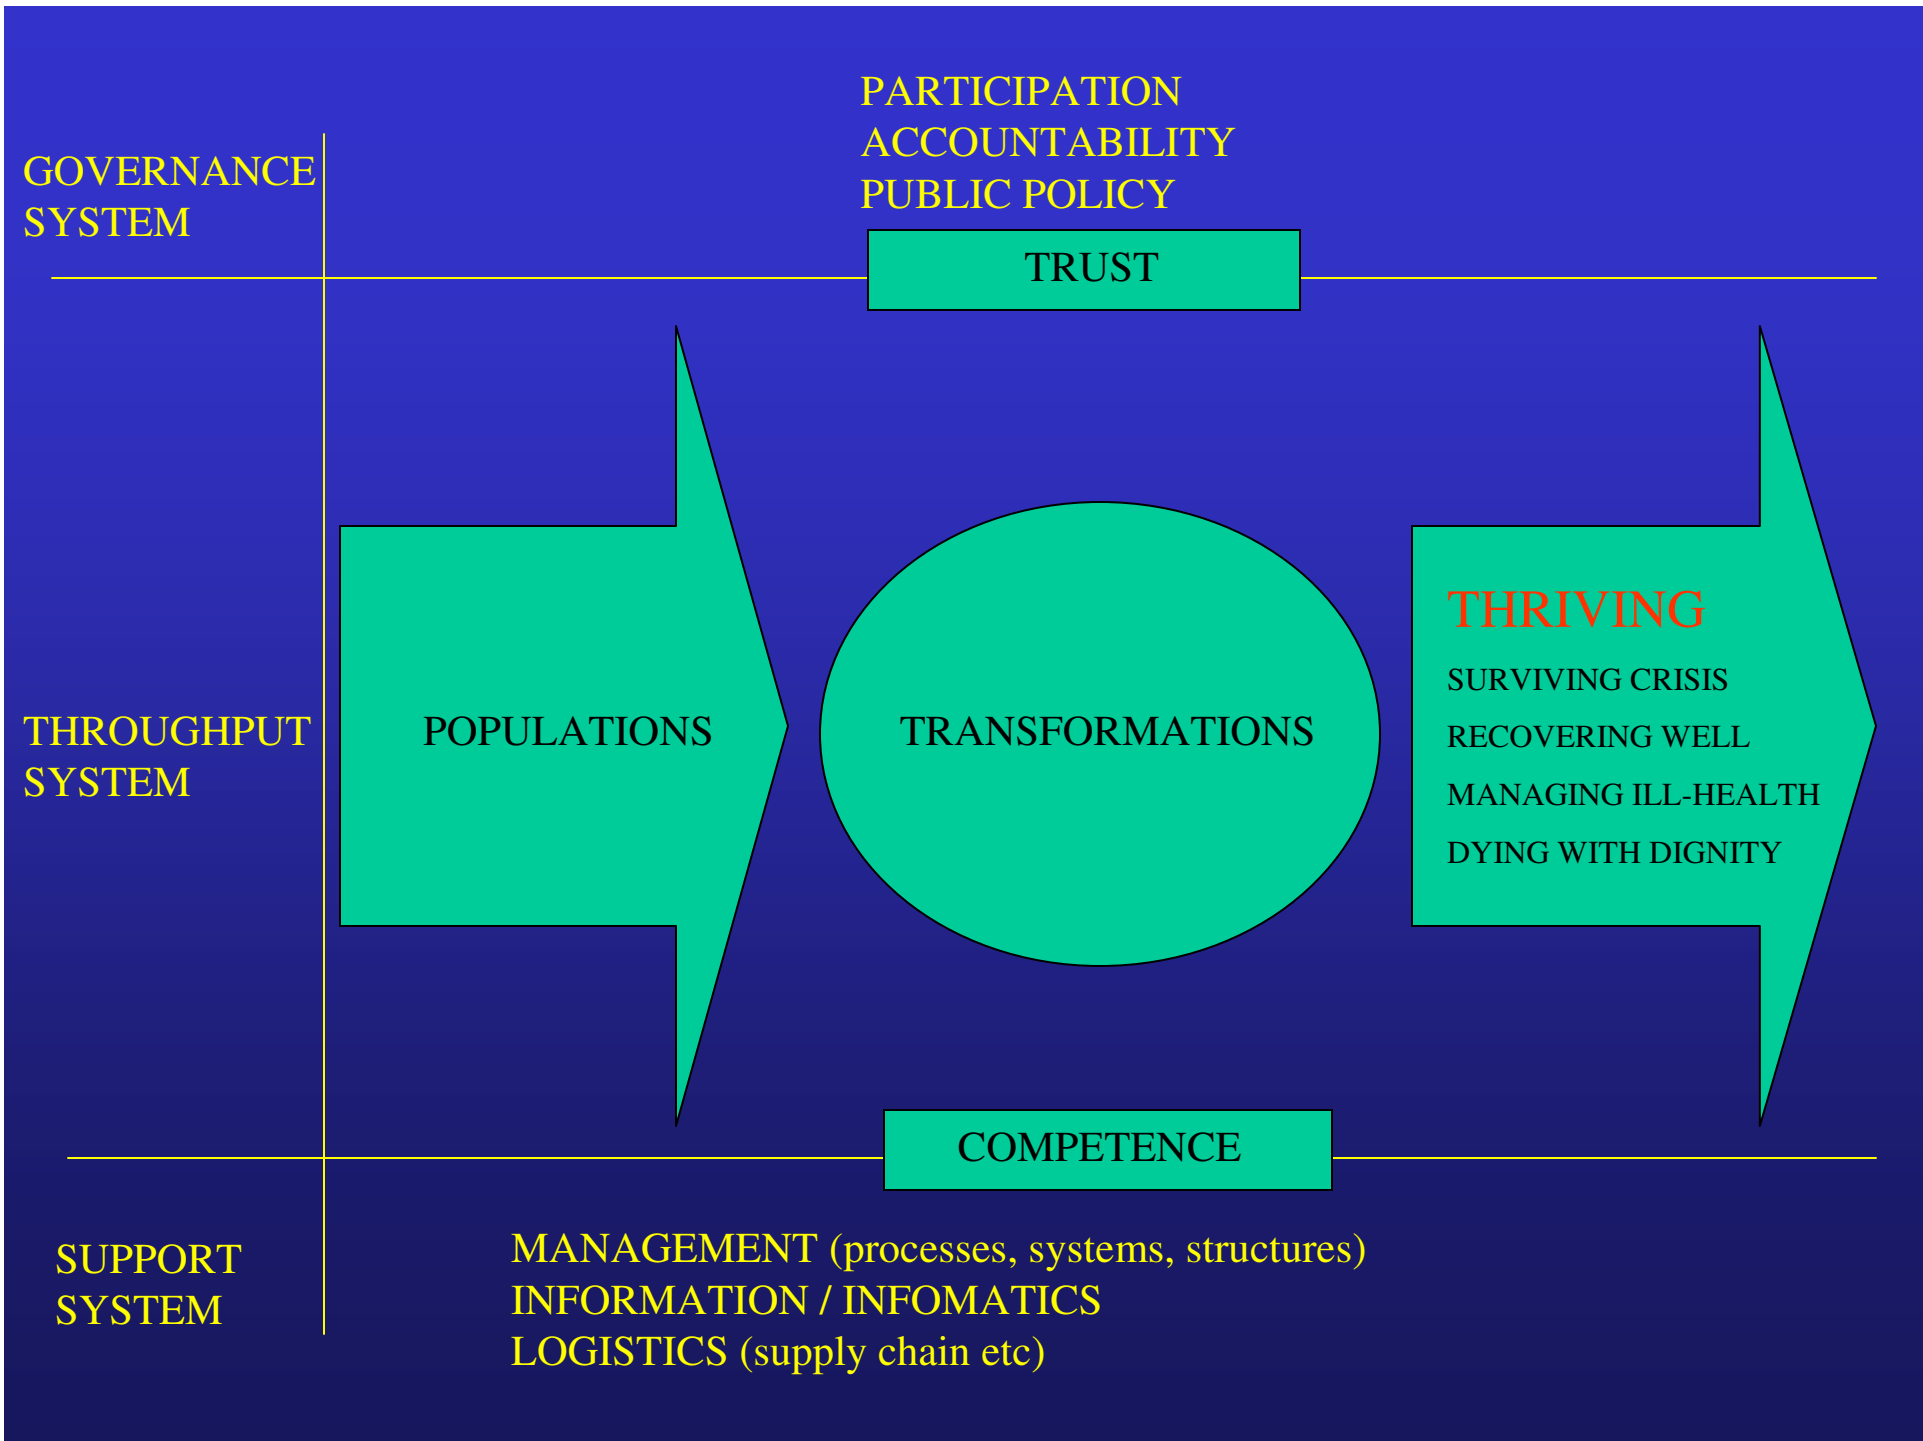 PARTICIPATION
ACCOUNTABILITY
PUBLIC POLICY
GOVERNANCE
SYSTEM
TRUST
THROUGHPUT
SYSTEM
POPULATIONS
TRANSFORMATIONS
THRIVING
SURVIVING CRISIS
RECOVERING WELL
MANAGING ILL-HEALTH
DYING WITH DIGNITY
COMPETENCE
SUPPORT
SYSTEM
MANAGEMENT (processes, systems, structures)
INFORMATION / INFOMATICS
LOGISTICS (supply chain etc)